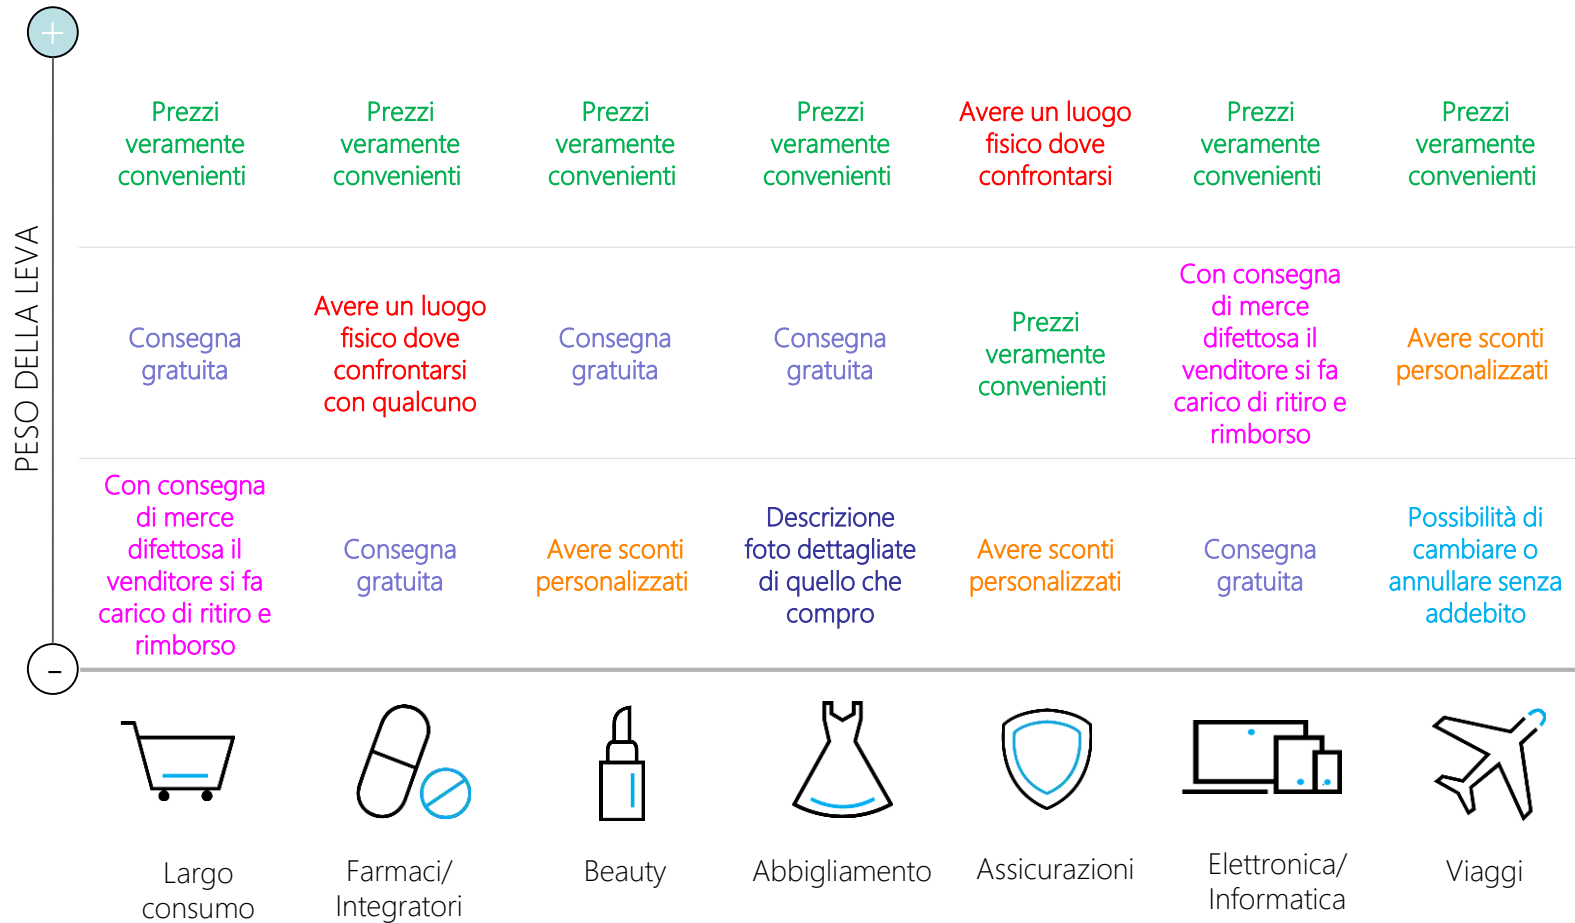 +
PESO DELLA LEVA
Prezzi
veramente
convenienti
Prezzi
veramente
convenienti
Prezzi
veramente
convenienti
Prezzi
veramente
convenienti
Avere un luogo
fisico dove
confrontarsi
Prezzi
veramente
convenienti
Prezzi
veramente
convenienti
Consegna
gratuita
Avere un luogo
fisico dove
confrontarsi
con qualcuno
Consegna
gratuita
Consegna
gratuita
Prezzi
veramente
convenienti
Con consegna
di merce
difettosa il
venditore si fa
carico di ritiro e
rimborso
Avere sconti
personalizzati
Con consegna
di merce
difettosa il
venditore si fa
carico di ritiro e
rimborso
Consegna
gratuita
Avere sconti
personalizzati
Descrizione
foto dettagliate
di quello che
compro
Avere sconti
personalizzati
Consegna
gratuita
Possibilità di
cambiare o
annullare senza
addebito
-
Largo
consumo
Farmaci/
Integratori
Beauty
Abbigliamento
Assicurazioni
Elettronica/
Informatica
Viaggi